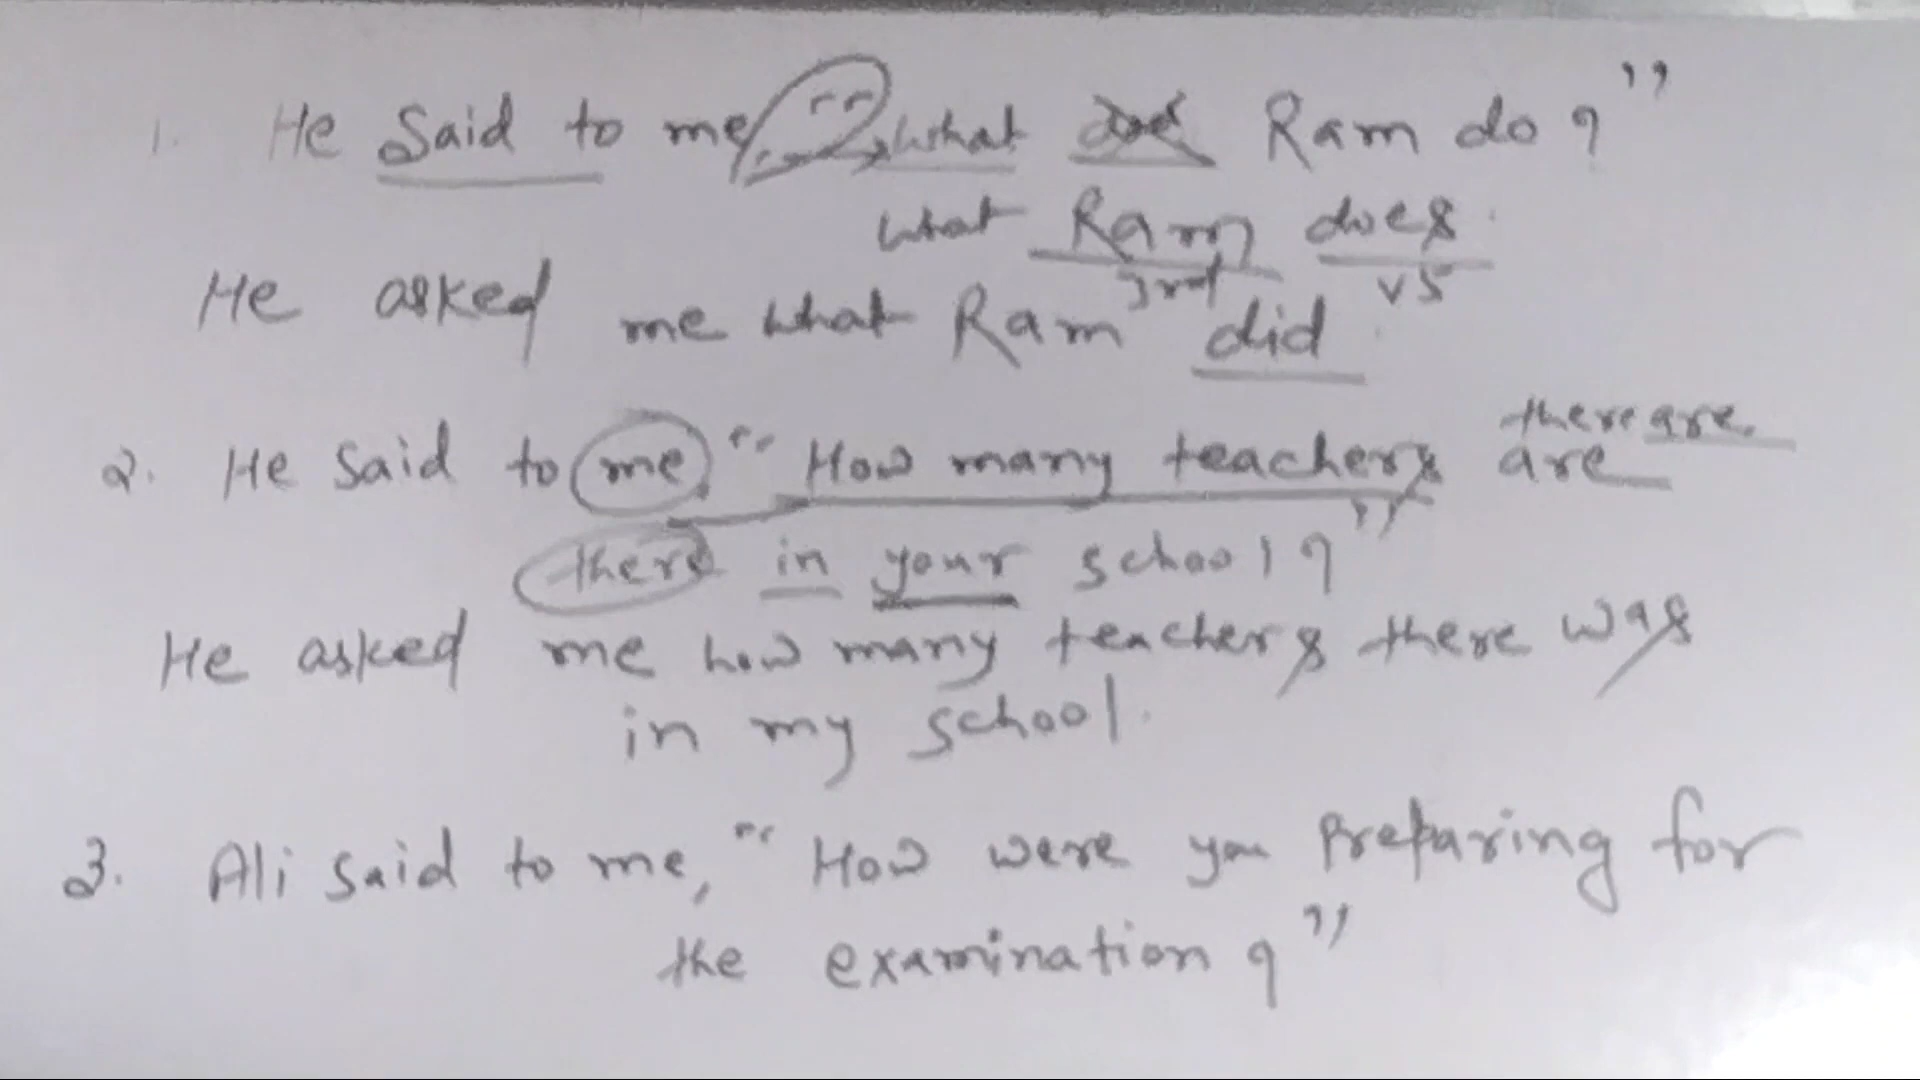 1. He Said to me, "what does Ram do?"
what Ram does.
3rd V5
He asked me what Ram did.
there are.
2. He Said to me, "How many teachers are
there in your school?"
He asked me how many teachers there was
in my school.
3. Ali Said to me, "How were you Preparing for
the examination?"